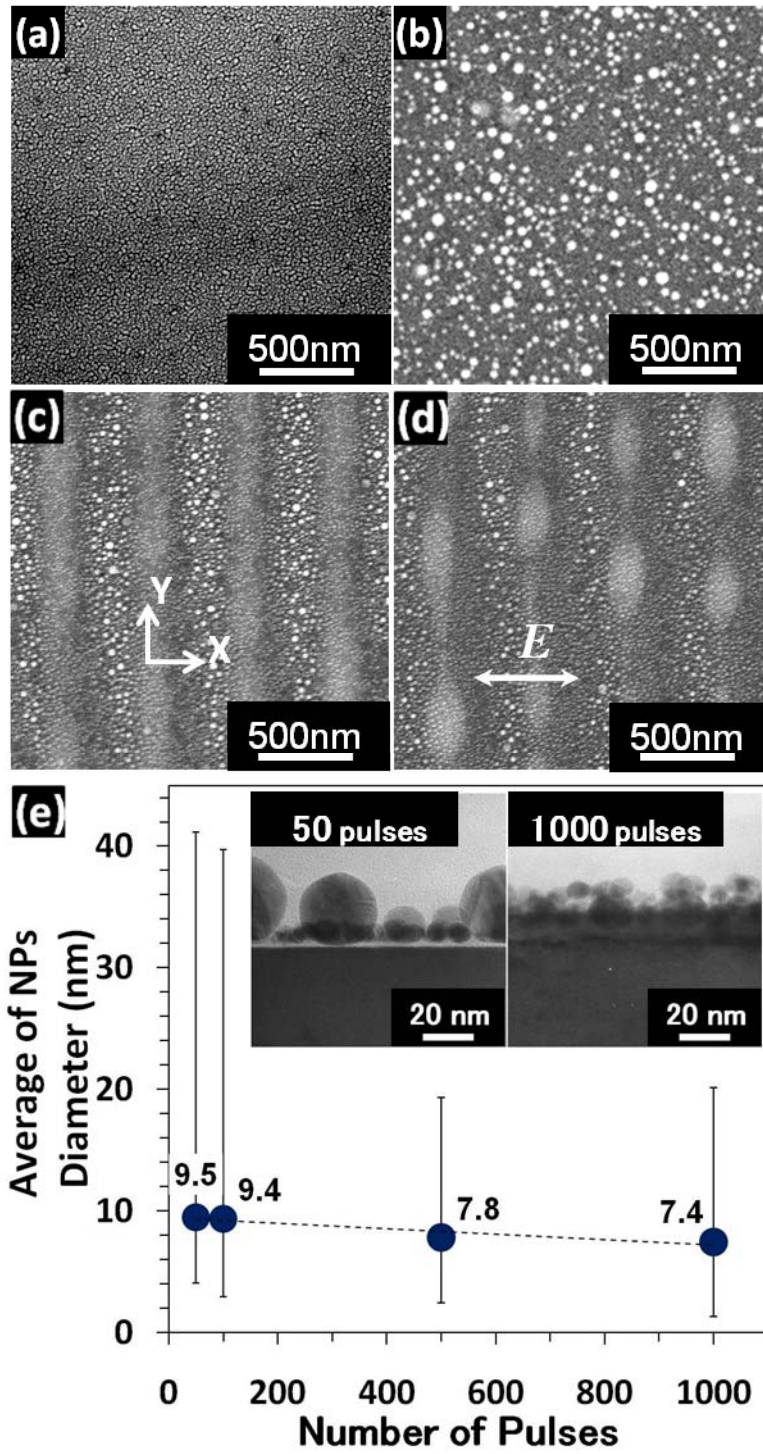 (a)
500nm
(b)
500nm
(c)
Y
X
500nm
(d)
E
500nm
(e)
50 pulses
20 nm
1000 pulses
20 nm
Average of NPs
Diameter (nm)
40
30
20
10
0
9.5
9.4
7.8
7.4
0
200
400
600
800
1000
Number of Pulses